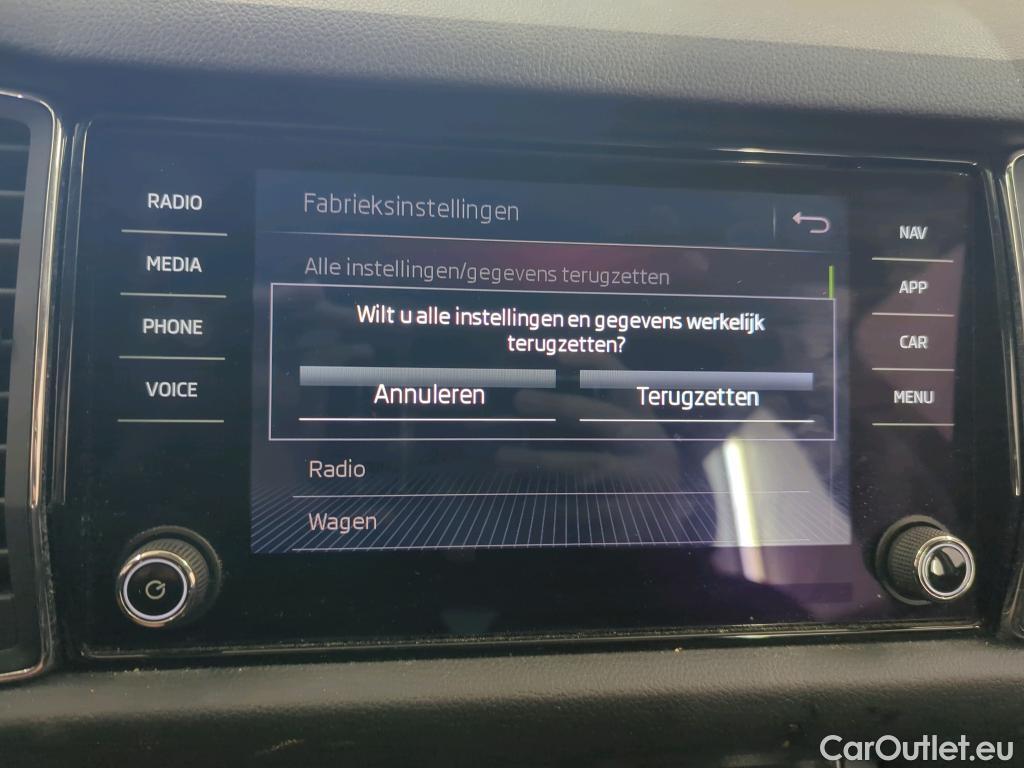 RADIO
MEDIA
PHONE
VOICE
Fabrieksinstellingen
Alle instellingen/gegevens terugzetten
Wilt u alle instellingen en gegevens werkelijk
terugzetten?
Annuleren
Terugzetten
Radio
Wagen
NAV
APP
CAR
MENU
CarOutlet.eu